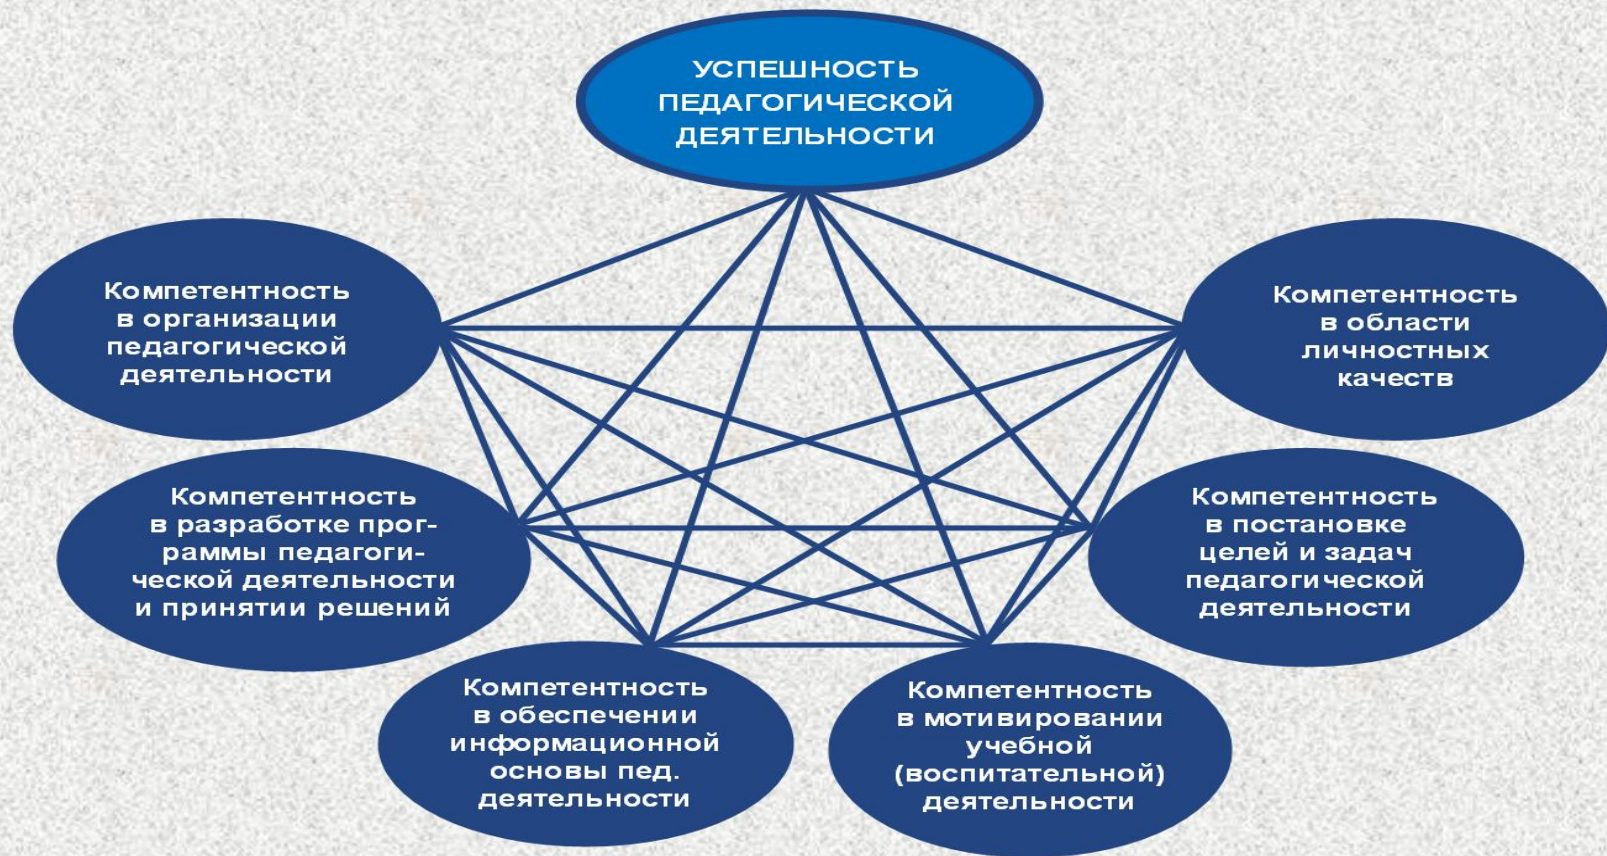 УСПЕШНОСТЬ
ПЕДАГОГИЧЕСКОЙ
ДЕЯТЕЛЬНОСТИ
Компетентность
в организации
педагогической
деятельности
Компетентность
в области
личностных
качеств
Компетентность
в разработке прог-
раммы педагоги-
ческой деятельности
и принятии решений
Компетентность
в постановке
целей и задач
педагогической
деятельности
Компетентность
в обеспечении
информационной
основы пед.
деятельности
Компетентность
в мотивировании
учебной
(воспитательной)
деятельности